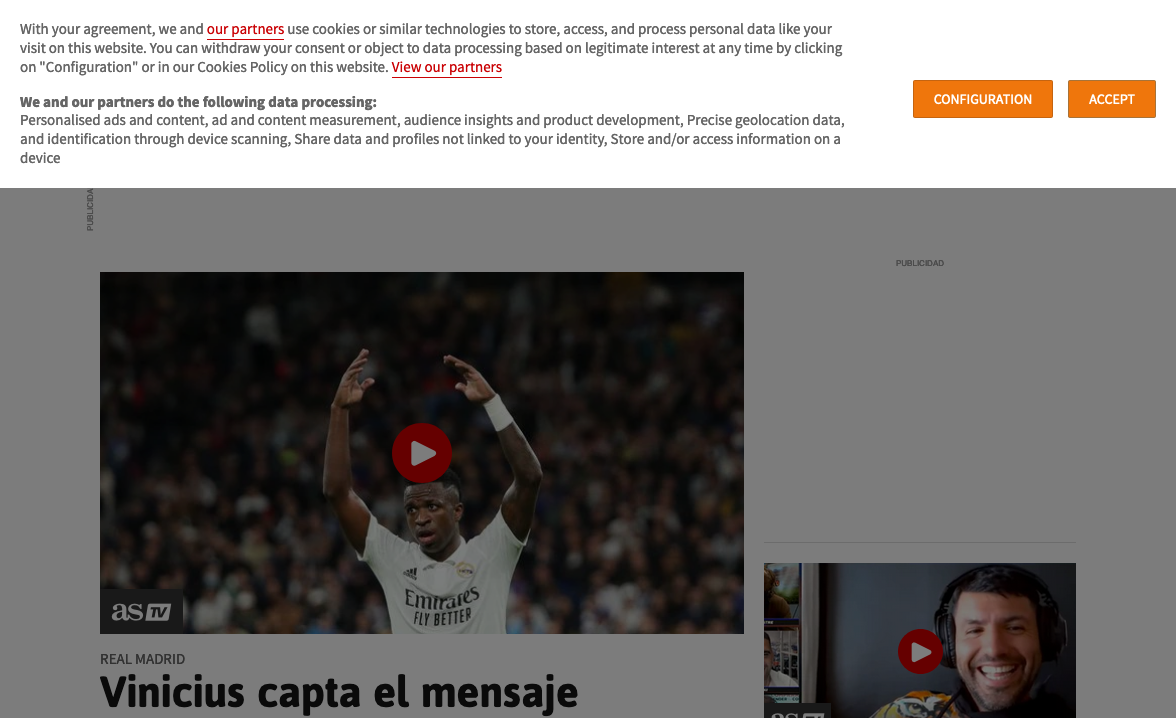 With your agreement, we and our partners use cookies or similar technologies to store, access, and process personal data like your
visit on this website. You can withdraw your consent or object to data processing based on legitimate interest at any time by clicking
on "Configuration" or in our Cookies Policy on this website. View our partners
We and our partners do the following data processing:
Personalised ads and content, ad and content measurement, audience insights and product development, Precise geolocation data,
and identification through device scanning, Share data and profiles not linked to your identity, Store and/or access information on a
device
CONFIGURATION
ACCEPT
PUBLICIDA
PUBLICIDAD
Emirates
FLY BETTER
as TV
REAL MADRID
Vinicius capta el mensaje
as TV